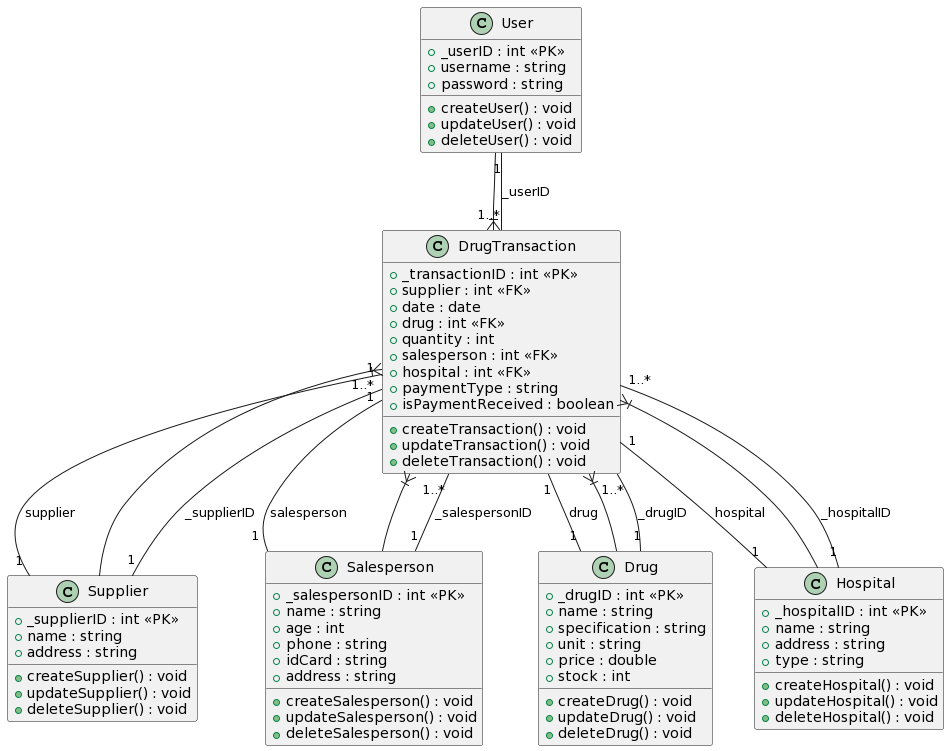 C User
_userID : int «PK»
username : string
password : string
createUser() : void
updateUser() : void
deleteUser() : void
1
_userID
1..*
C DrugTransaction
_transactionID : int «PK»
supplier : int «FK»
date : date
drug : int «FK»
quantity : int
salesperson : int «FK»
hospital : int «FK»
paymentType : string
isPaymentReceived : boolean
createTransaction() : void
updateTransaction() : void
deleteTransaction() : void
1
1..*
1
1..*
1
1..*
1
1..*
1
supplier
_supplierID
salesperson
_salespersonID
drug
_drugID
hospital
_hospitalID
1
1
1
1
1
1
1
1
C Supplier
_supplierID : int «PK»
name : string
address : string
createSupplier() : void
updateSupplier() : void
deleteSupplier() : void
C Salesperson
_salespersonID : int «PK»
name : string
age : int
phone : string
idCard : string
address : string
createSalesperson() : void
updateSalesperson() : void
deleteSalesperson() : void
C Drug
_drugID : int «PK»
name : string
specification : string
unit : string
price : double
stock : int
createDrug() : void
updateDrug() : void
deleteDrug() : void
C Hospital
_hospitalID : int «PK»
name : string
address : string
type : string
createHospital() : void
updateHospital() : void
deleteHospital() : void